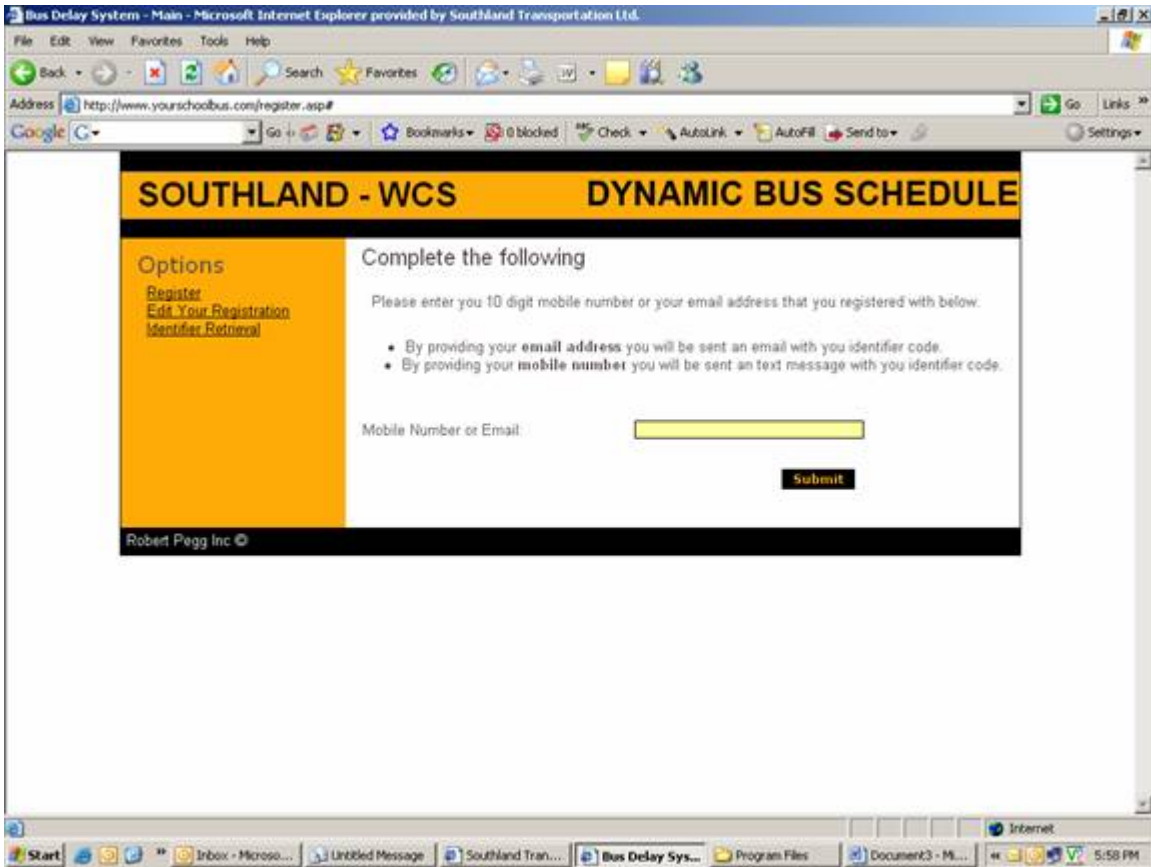 Bus Delay System - Main - Microsoft Internet Explorer provided by Southland Transportation Ltd.
File Edit View Favorites Tools Help
Back Search Favorites
Address http://www.yourschoolbus.com/register.asp# Go Links »
Google G Go Bookmarks 0 blocked Check AutoLink AutoFill Send to Settings
SOUTHLAND - WCS DYNAMIC BUS SCHEDULE
Options
Register
Edit Your Registration
Identifier Retrieval
Complete the following
Please enter you 10 digit mobile number or your email address that you registered with below.
• By providing your email address you will be sent an email with you identifier code.
• By providing your mobile number you will be sent an text message with you identifier code.
Mobile Number or Email:
Submit
Robert Pegg Inc ©
Internet
Start » Inbox - Microso... Untitled Message Southland Tran... Bus Delay Sys... Program Files Document3 - M... « 5:58 PM